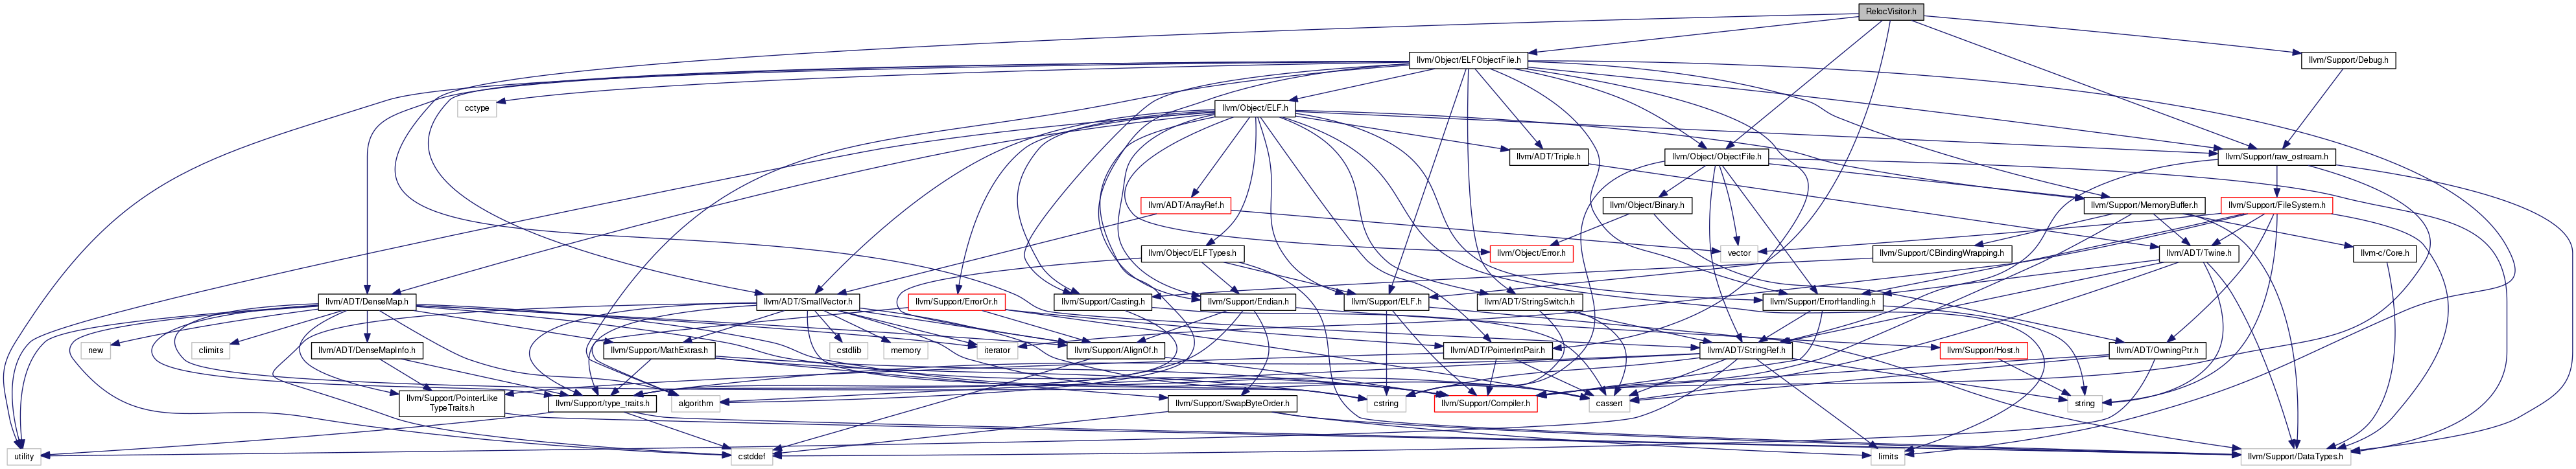 RelocVisitor.h
llvm/Object/ELFObjectFile.h
llvm/Support/Debug.h
cctype
llvm/Object/ELF.h
llvm/ADT/Triple.h
llvm/Object/ObjectFile.h
llvm/Support/raw_ostream.h
llvm/ADT/ArrayRef.h
llvm/Object/Binary.h
llvm/Support/MemoryBuffer.h
llvm/Support/FileSystem.h
llvm/Object/ELFTypes.h
llvm/Object/Error.h
vector
llvm/Support/CBindingWrapping.h
llvm/ADT/Twine.h
llvm-c/Core.h
llvm/ADT/DenseMap.h
llvm/ADT/SmallVector.h
llvm/Support/ErrorOr.h
llvm/Support/Casting.h
llvm/Support/Endian.h
llvm/Support/ELF.h
llvm/ADT/StringSwitch.h
llvm/Support/ErrorHandling.h
new
climits
llvm/ADT/DenseMapInfo.h
llvm/Support/MathExtras.h
cstdlib
memory
iterator
llvm/Support/AlignOf.h
llvm/ADT/PointerIntPair.h
llvm/ADT/StringRef.h
llvm/Support/Host.h
llvm/ADT/OwningPtr.h
llvm/Support/PointerLike
TypeTraits.h
llvm/Support/type_traits.h
algorithm
llvm/Support/SwapByteOrder.h
cstring
llvm/Support/Compiler.h
cassert
string
utility
cstddef
limits
llvm/Support/DataTypes.h